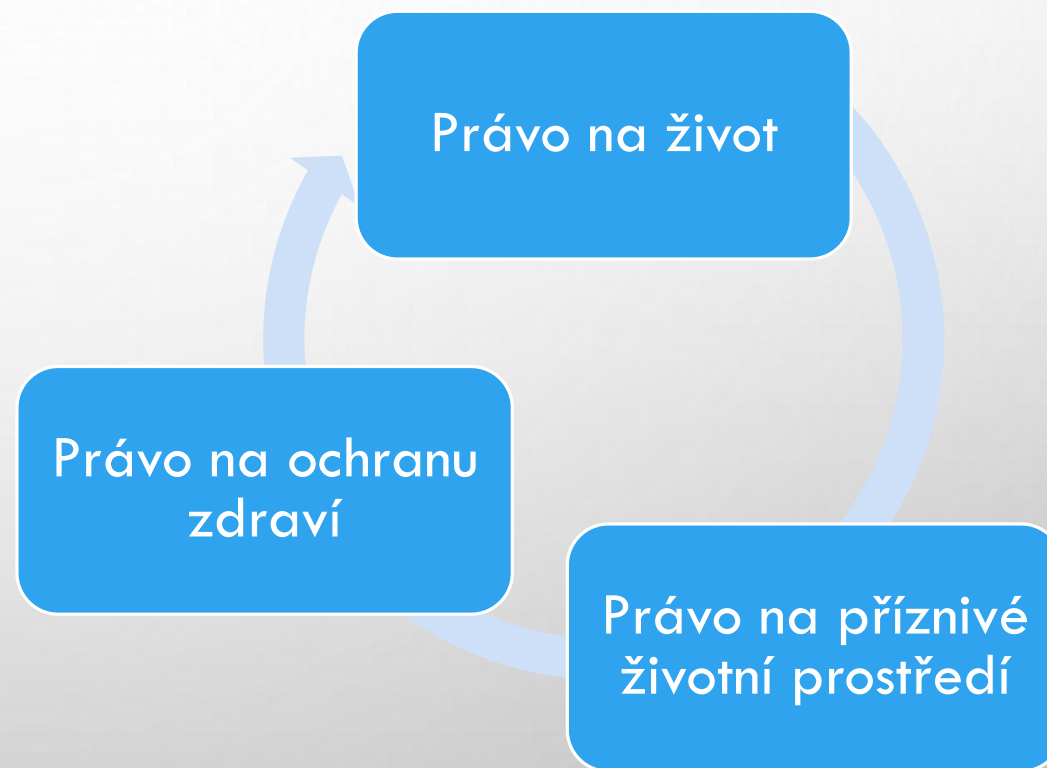 Právo na život
Právo na ochranu
zdraví
Právo na příznivé
životní prostředí